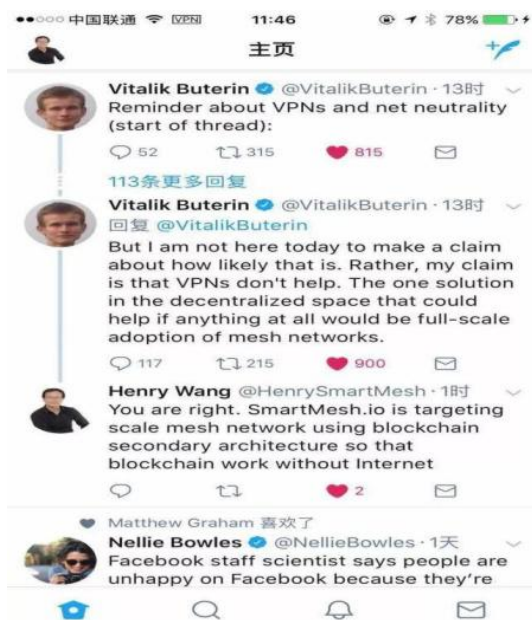 中国联通 VPN 11:46 78%
主页
Vitalik Buterin @VitalikButerin · 13时
Reminder about VPNs and net neutrality
(start of thread):
52 315 815
113条更多回复
Vitalik Buterin @VitalikButerin · 13时
回复 @VitalikButerin
But I am not here today to make a claim
about how likely that is. Rather, my claim
is that VPNs don't help. The one solution
in the decentralized space that could
help if anything at all would be full-scale
adoption of mesh networks.
117 215 900
Henry Wang @HenrySmartMesh · 1时
You are right. SmartMesh.io is targeting
scale mesh network using blockchain
secondary architecture so that
blockchain work without Internet
2
Matthew Graham 喜欢了
Nellie Bowles @NellieBowles · 1天
Facebook staff scientist says people are
unhappy on Facebook because they're